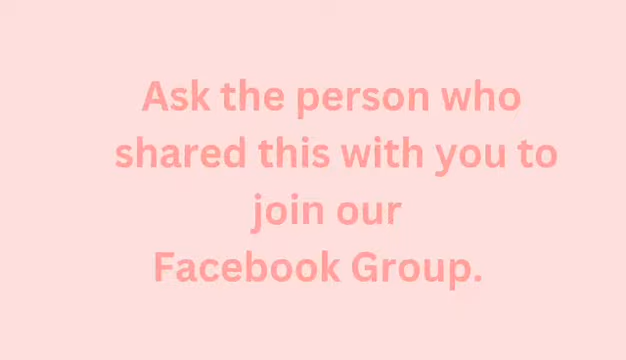 Ask the person who
shared this with you to
join our
Facebook Group.